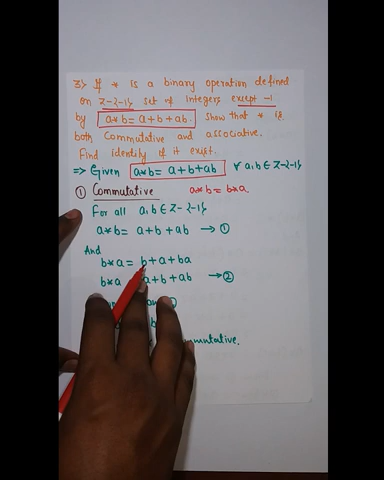 3) If * is a binary operation defined
on Z-{-1} set of Integers except -1
by a*b = a+b+ab. Show that * is
both Commutative and associative.
Find identity if it exist.
=> Given a*b = a+b+ab ∀ a,b ∈ Z-{-1}
① Commutative a*b = b*a.
For all a,b ∈ Z-{-1}
a*b = a+b+ab → ①
And
b*a = b+a+ba
b*a a+b+ab → ②